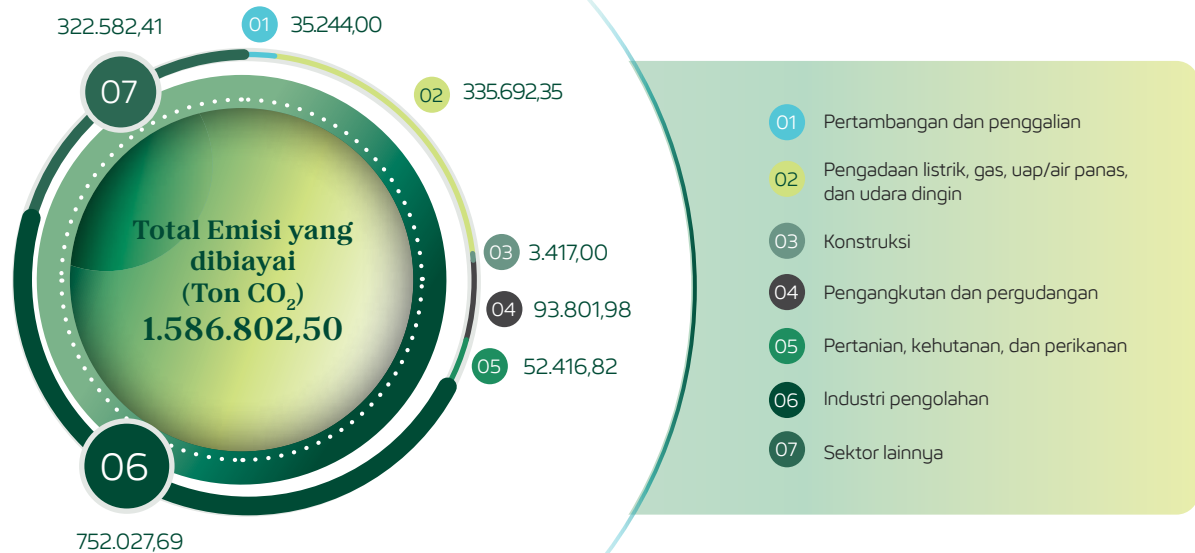 322.582,41
07
01 35.244,00
02 335.692,35
03 3.417,00
04 93.801,98
05 52.416,82
06
752.027,69
Total Emisi yang
dibiayai
(Ton CO₂)
1.586.802,50
01 Pertambangan dan penggalian
02 Pengadaan listrik, gas, uap/air panas,
dan udara dingin
03 Konstruksi
04 Pengangkutan dan pergudangan
05 Pertanian, kehutanan, dan perikanan
06 Industri pengolahan
07 Sektor lainnya